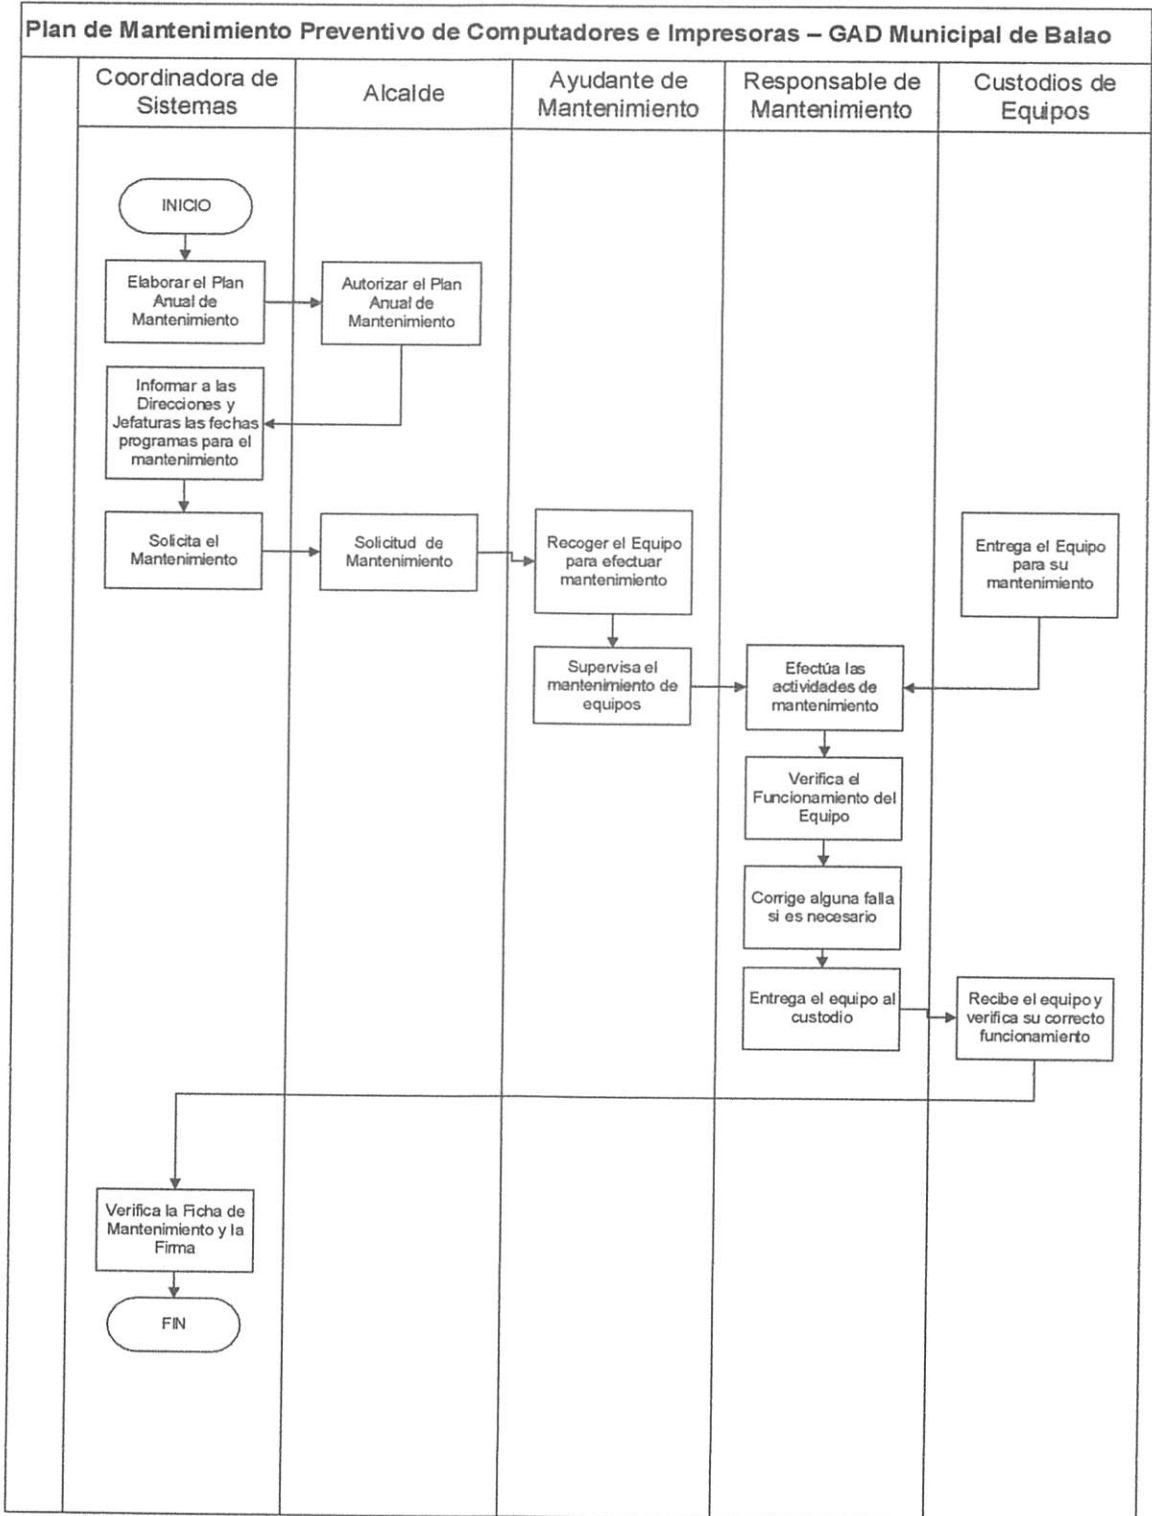 Plan de Mantenimiento Preventivo de Computadores e Impresoras – GAD Municipal de Balao
Coordinadora de
Sistemas
Alcalde
Ayudante de
Mantenimiento
Responsable de
Mantenimiento
Custodios de
Equipos
INICIO
Elaborar el Plan
Anual de
Mantenimiento
Autorizar el Plan
Anual de
Mantenimiento
Informar a las
Direcciones y
Jefaturas las fechas
programas para el
mantenimiento
Solicita el
Mantenimiento
Solicitud de
Mantenimiento
Recoger el Equipo
para efectuar
mantenimiento
Entrega el Equipo
para su
mantenimiento
Supervisa el
mantenimiento de
equipos
Efectúa las
actividades de
mantenimiento
Verifica el
Funcionamiento del
Equipo
Corrige alguna falla
si es necesario
Entrega el equipo al
custodio
Recibe el equipo y
verifica su correcto
funcionamiento
Verifica la Ficha de
Mantenimiento y la
Firma
FIN